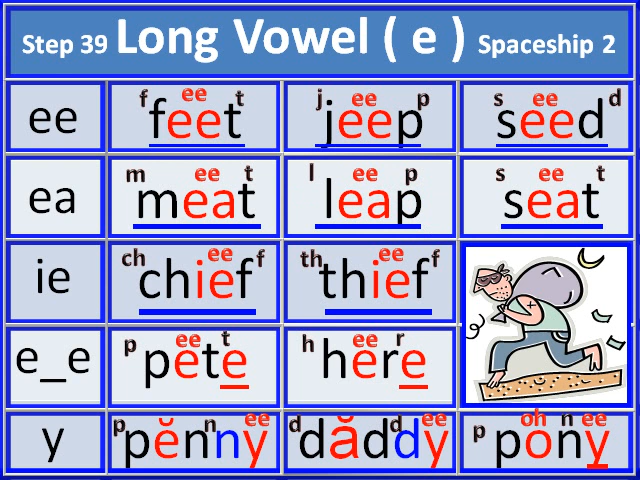 Step 39 Long Vowel ( e ) Spaceship 2
f ee t j ee p s ee d
ee feet jeep seed
m ee t l ee p s ee t
ea meat leap seat
ch ee f th ee f
ie chief thief
p ee t h ee r
e_e pete here
p n ee d d ee p oh n ee
y pĕnny dăddy pony